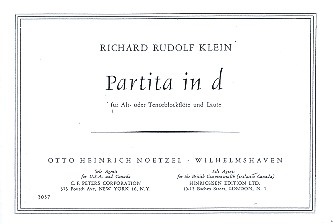 RICHARD RUDOLF KLEIN
Partita in d
für Alt- oder Tenorblockflöte und Laute
OTTO HEINRICH NOETZEL · WILHELMSHAVEN
Sole Agents
for U.S.A. and Canada
C. F. PETERS CORPORATION
373 Fourth Ave., NEW YORK 16, N.Y
Sole Agents
for the British Commonwealth (exclusive Canada)
HINRICHSEN EDITION LTD.
10-12 Baches Street, LONDON, N. 1
3037